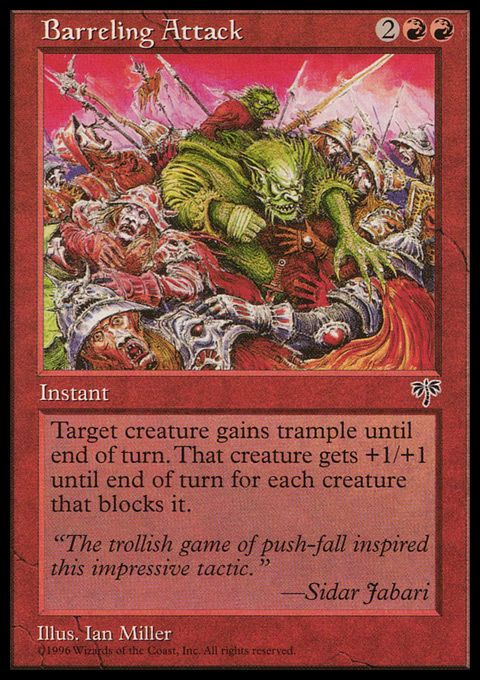 Barreling Attack 2
Instant
Target creature gains trample until
end of turn. That creature gets +1/+1
until end of turn for each creature
that blocks it.
“The trollish game of push-fall inspired
this impressive tactic.”
—Sidar Jabari
Illus. Ian Miller
©1996 Wizards of the Coast, Inc. All rights reserved.